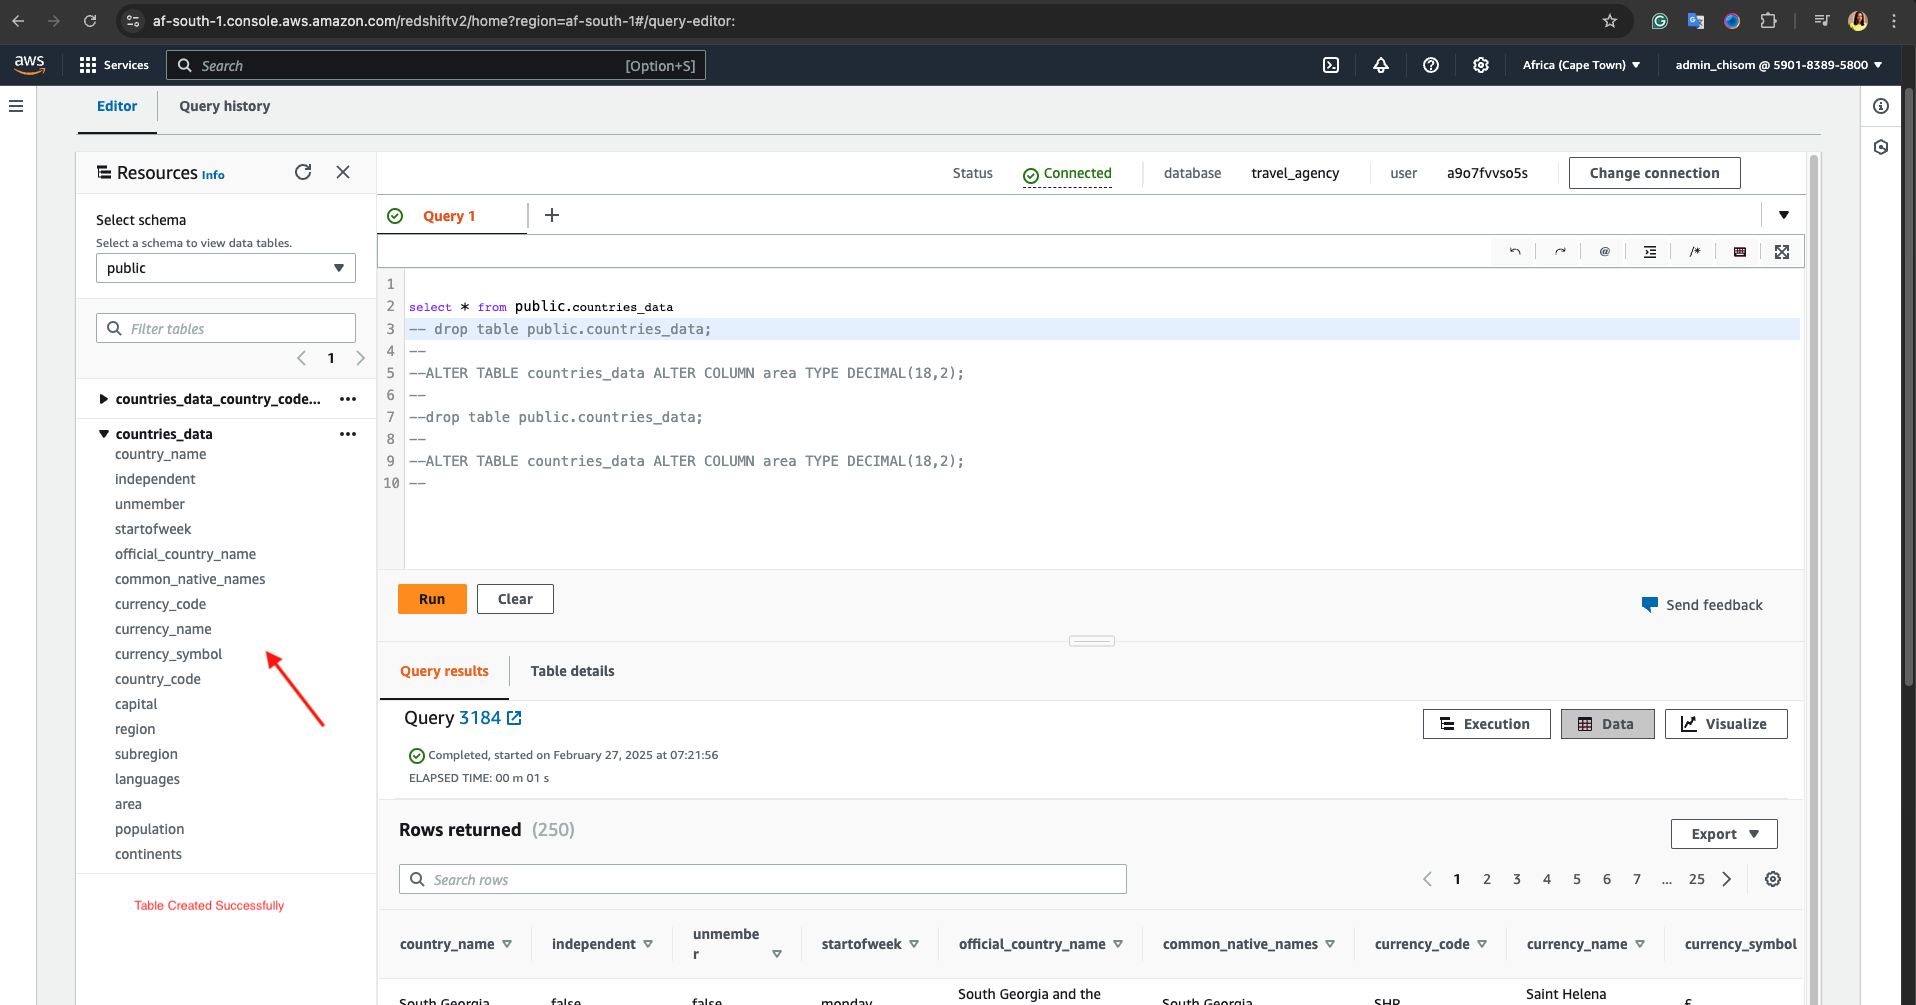 af-south-1.console.aws.amazon.com/redshiftv2/home?region=af-south-1#/query-editor:
aws Services Search [Option+S] Africa (Cape Town) admin_chisom @ 5901-8389-5800
Editor Query history
Resources Info
Status Connected database travel_agency user a9o7fvvso5s Change connection
Select schema
Select a schema to view data tables.
public
Filter tables
1
countries_data_country_code...
countries_data
country_name
independent
unmember
startofweek
official_country_name
common_native_names
currency_code
currency_name
currency_symbol
country_code
capital
region
subregion
languages
area
population
continents
Table Created Successfully
Query 1
@ /*
1
2 select * from public.countries_data
3 -- drop table public.countries_data;
4 --
5 --ALTER TABLE countries_data ALTER COLUMN area TYPE DECIMAL(18,2);
6 --
7 --drop table public.countries_data;
8 --
9 --ALTER TABLE countries_data ALTER COLUMN area TYPE DECIMAL(18,2);
10 --
Run Clear Send feedback
Query results Table details
Query 3184 Execution Data Visualize
Completed, started on February 27, 2025 at 07:21:56
ELAPSED TIME: 00 m 01 s
Rows returned (250) Export
Search rows 1 2 3 4 5 6 7 ... 25
country_name independent unmember startofweek official_country_name common_native_names currency_code currency_name currency_symbol
South Georgia false false monday South Georgia and the South Georgia SHP Saint Helena £